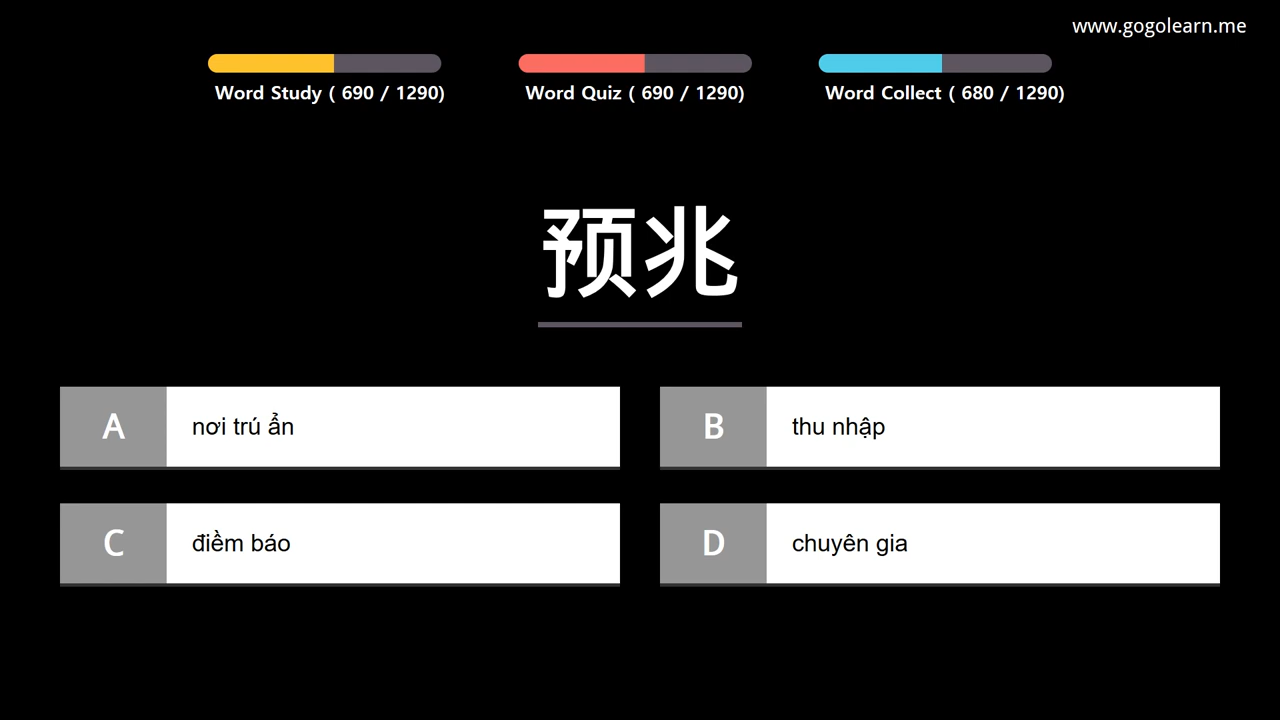 www.gogolearn.me
Word Study ( 690 / 1290)
Word Quiz ( 690 / 1290)
Word Collect ( 680 / 1290)
预兆
A nơi trú ẩn
B thu nhập
C điềm báo
D chuyên gia